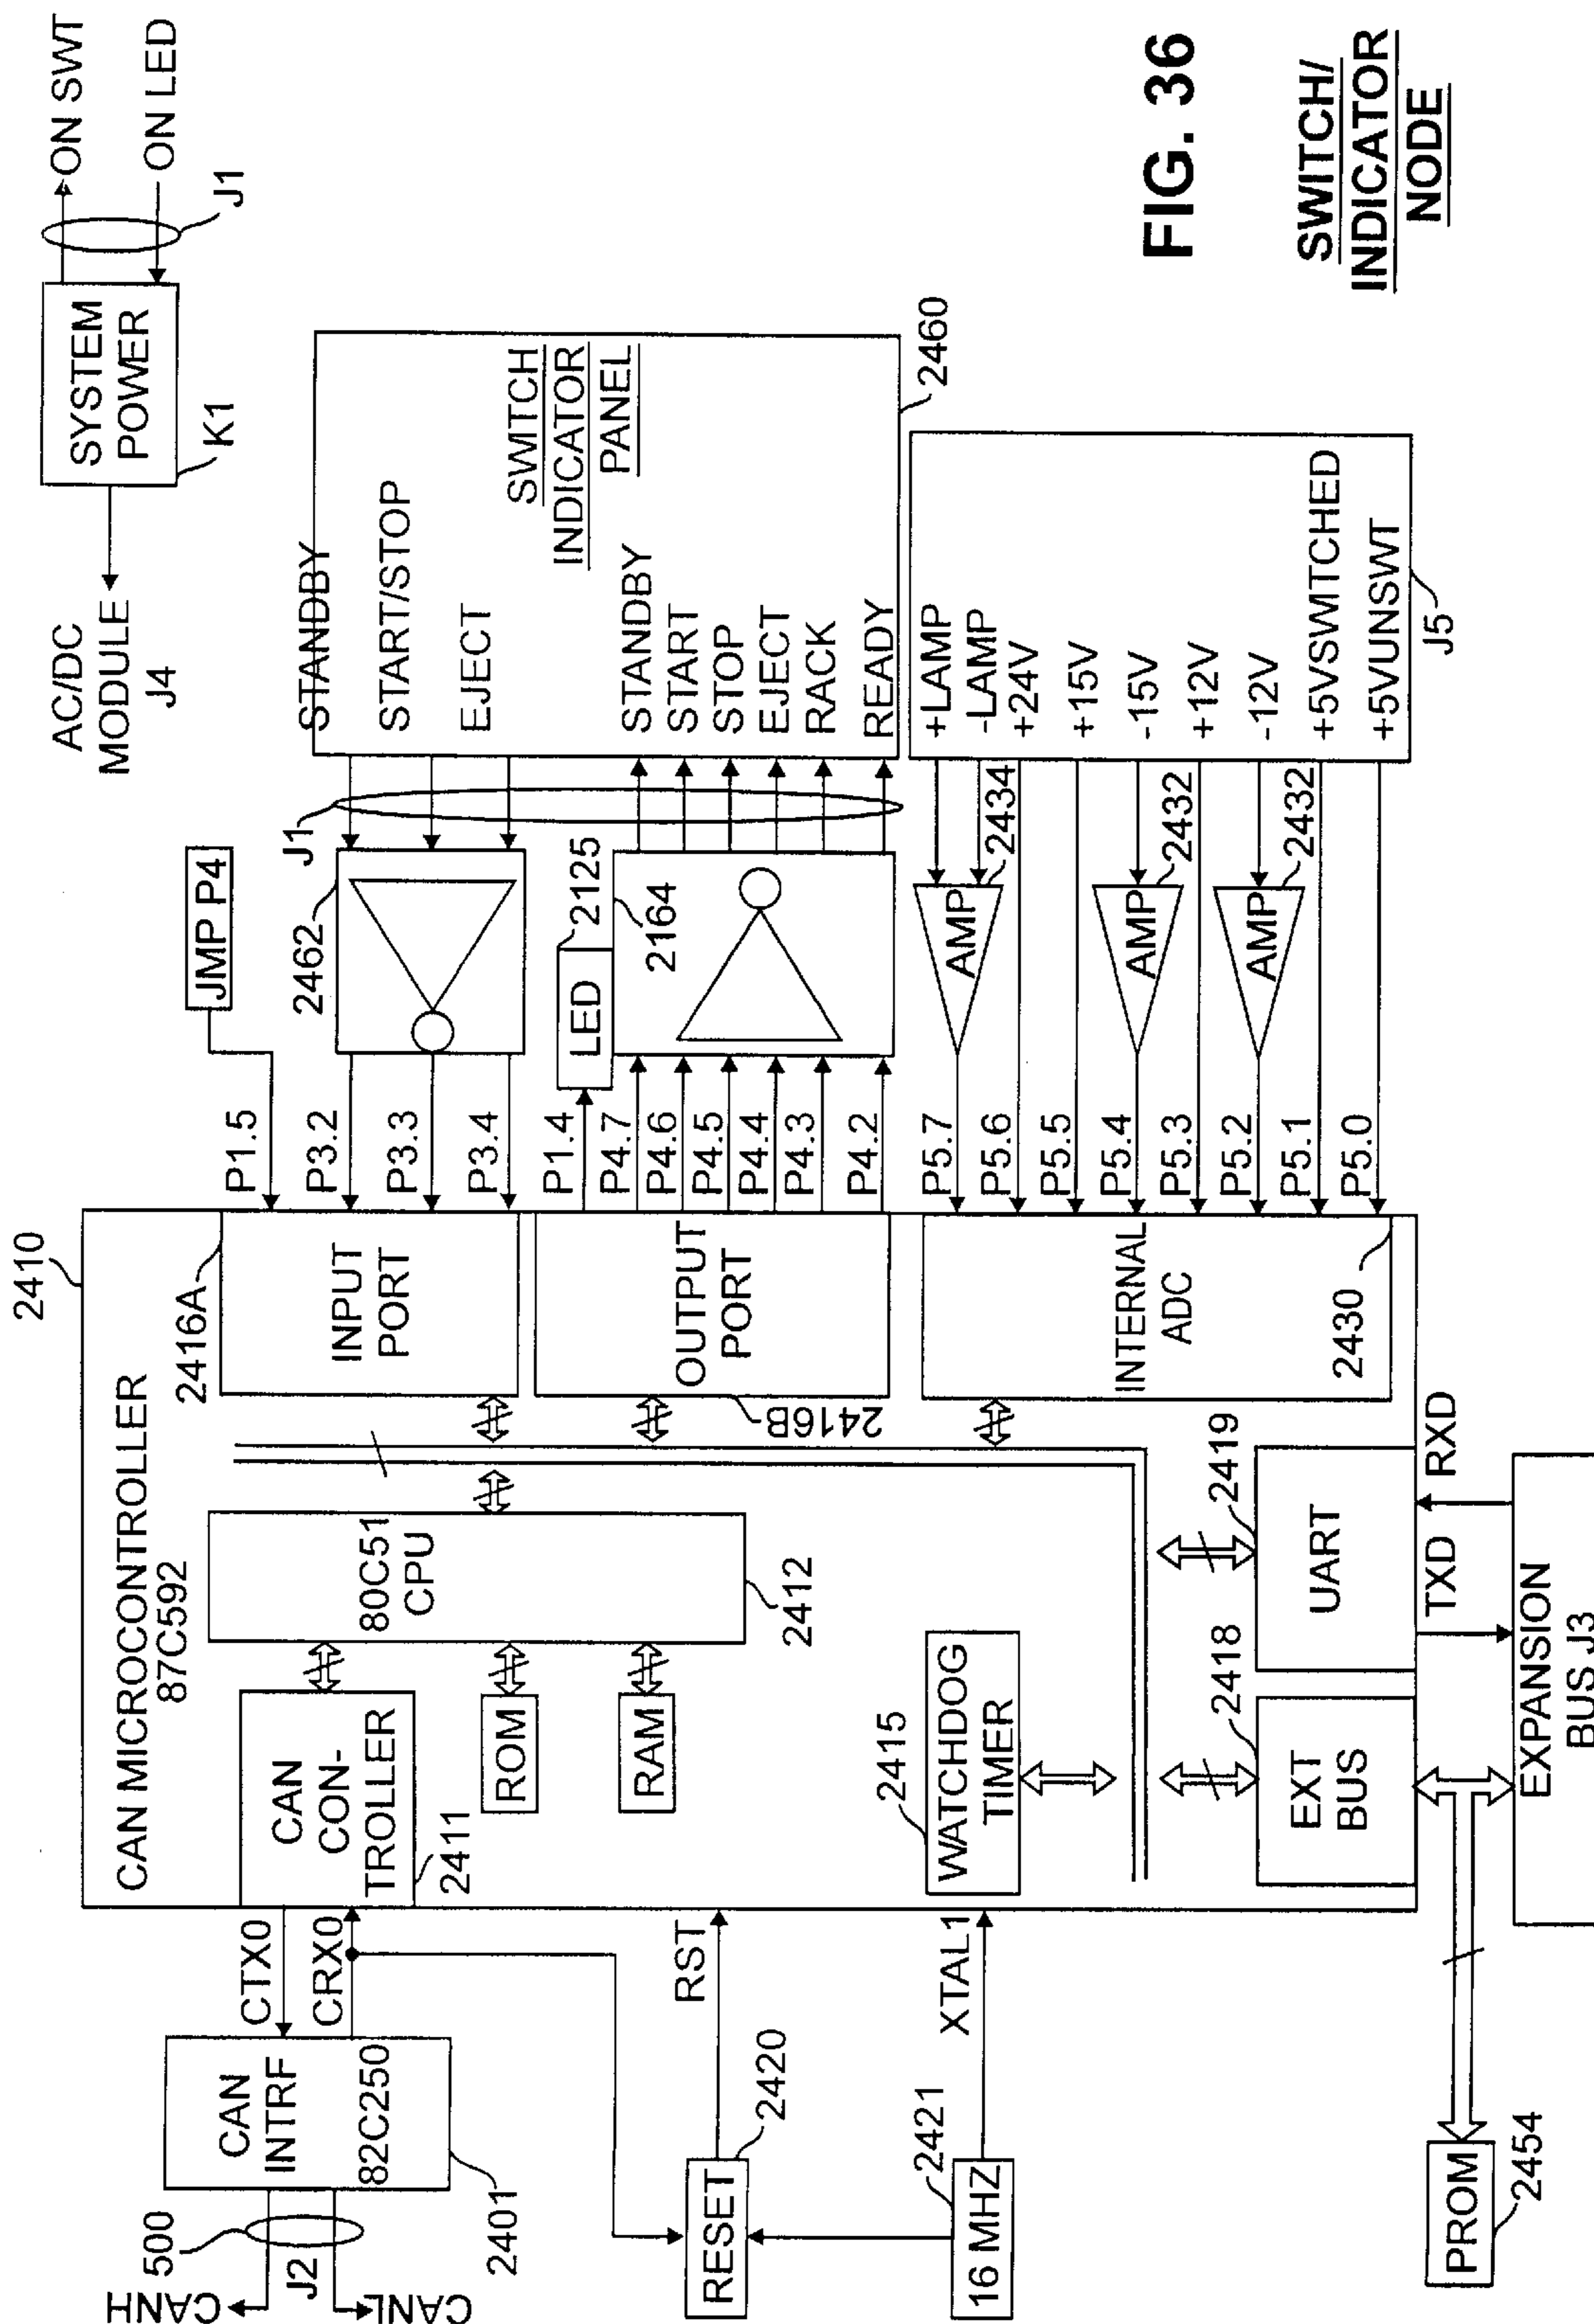 CANH
CANL
500
J2
CAN
INTRF
82C250
2401
CTX0
CRX0
RESET
2420
RST
16 MHZ
2421
XTAL1
PROM
2454
2410
CAN MICROCONTROLLER
87C592
CAN
CON-
TROLLER
2411
ROM
RAM
80C51
CPU
2412
WATCHDOG
TIMER
2415
EXT
BUS
2418
UART
2419
TXD
RXD
EXPANSION
BUS J3
2416A
INPUT
PORT
OUTPUT
PORT
2416B
INTERNAL
ADC
2430
P1.5
P3.2
P3.3
P3.4
P1.4
P4.7
P4.6
P4.5
P4.4
P4.3
P4.2
P5.7
P5.6
P5.5
P5.4
P5.3
P5.2
P5.1
P5.0
JMP P4
2462
J1
LED
2125
2164
AMP
2434
AMP
2432
AMP
2432
STANDBY
START/STOP
EJECT
SWITCH
INDICATOR
PANEL
STANDBY
START
STOP
EJECT
RACK
READY
2460
+LAMP
-LAMP
+24V
+15V
-15V
+12V
-12V
+5VSWITCHED
+5VUNSWT
J5
AC/DC
MODULE
J4
SYSTEM
POWER
K1
J1
ON SWT
ON LED
FIG. 36
SWITCH/
INDICATOR
NODE